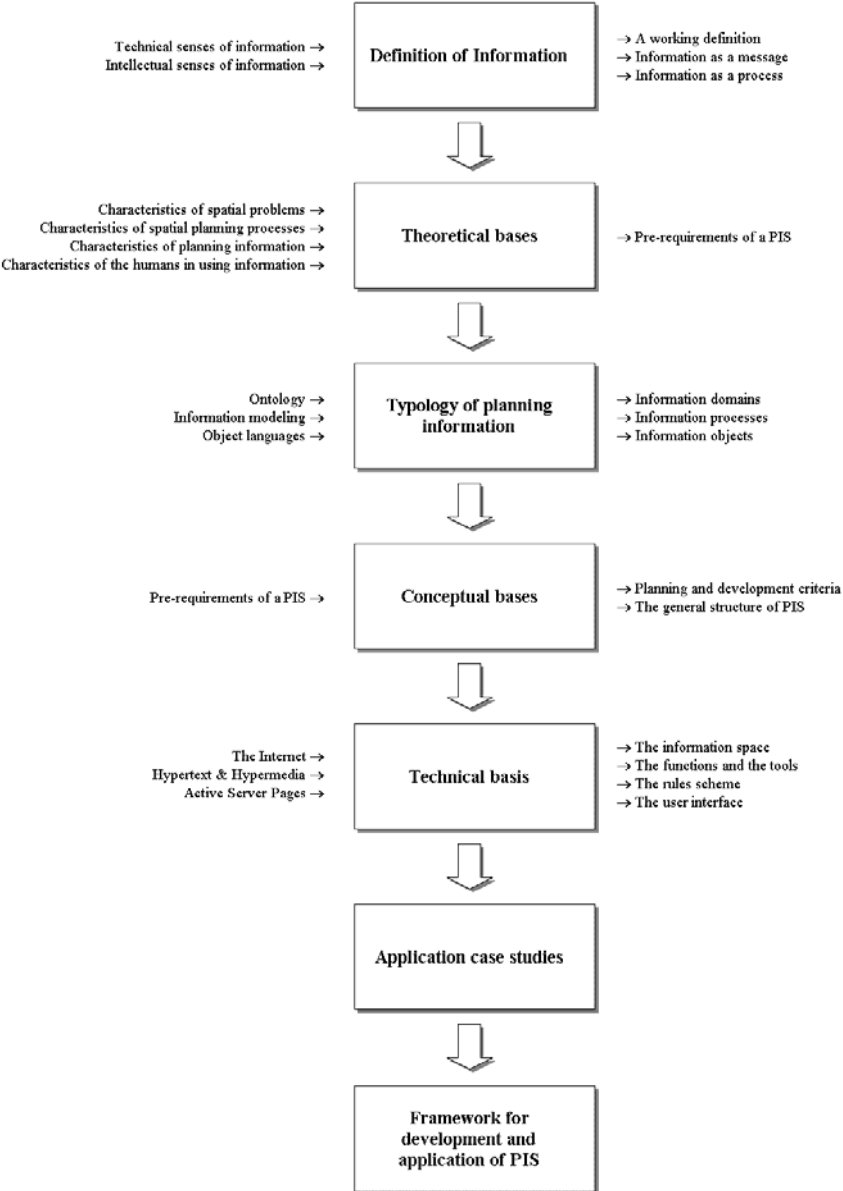 Technical senses of information →
Intellectual senses of information →
Definition of Information
→ A working definition
→ Information as a message
→ Information as a process
Characteristics of spatial problems →
Characteristics of spatial planning processes →
Characteristics of planning information →
Characteristics of the humans in using information →
Theoretical bases
→ Pre-requirements of a PIS
Ontology →
Information modeling →
Object languages →
Typology of planning
information
→ Information domains
→ Information processes
→ Information objects
Pre-requirements of a PIS →
Conceptual bases
→ Planning and development criteria
→ The general structure of PIS
The Internet →
Hypertext & Hypermedia →
Active Server Pages →
Technical basis
→ The information space
→ The functions and the tools
→ The rules scheme
→ The user interface
Application case studies
Framework for
development and
application of PIS